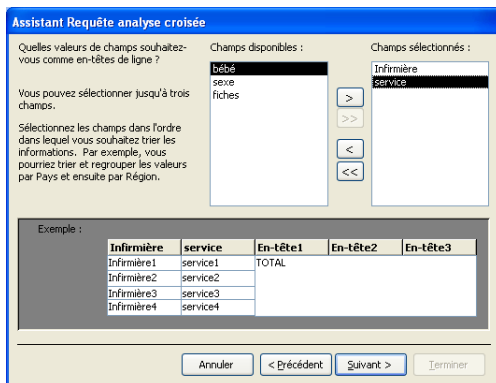 Assistant Requête analyse croisée
Quelles valeurs de champs souhaitez-
vous comme en-têtes de ligne ?
Vous pouvez sélectionner jusqu'à trois
champs.
Sélectionnez les champs dans l'ordre
dans lequel vous souhaitez trier les
informations. Par exemple, vous
pourriez trier et regrouper les valeurs
par Pays et ensuite par Région.
Champs disponibles :
bébé
sexe
fiches
>
>>
<
<<
Champs sélectionnés :
Infirmière
service
Exemple :
Infirmière service En-tête1 En-tête2 En-tête3
Infirmière1 service1 TOTAL
Infirmière2 service2
Infirmière3 service3
Infirmière4 service4
Annuler < Précédent Suivant > Terminer